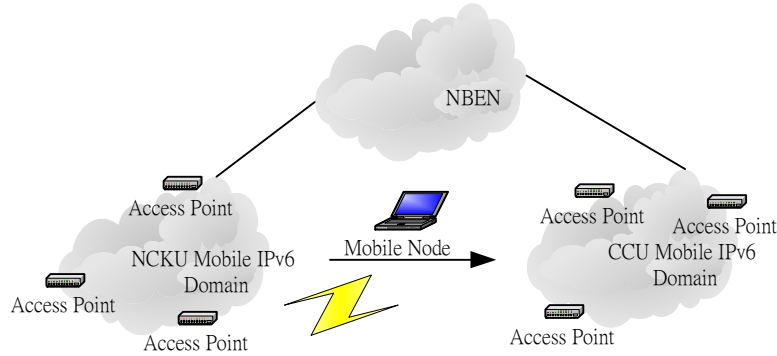 NBEN
Access Point
NCKU Mobile IPv6
Domain
Access Point
Access Point
Mobile Node
Access Point
Access Point
CCU Mobile IPv6
Domain
Access Point